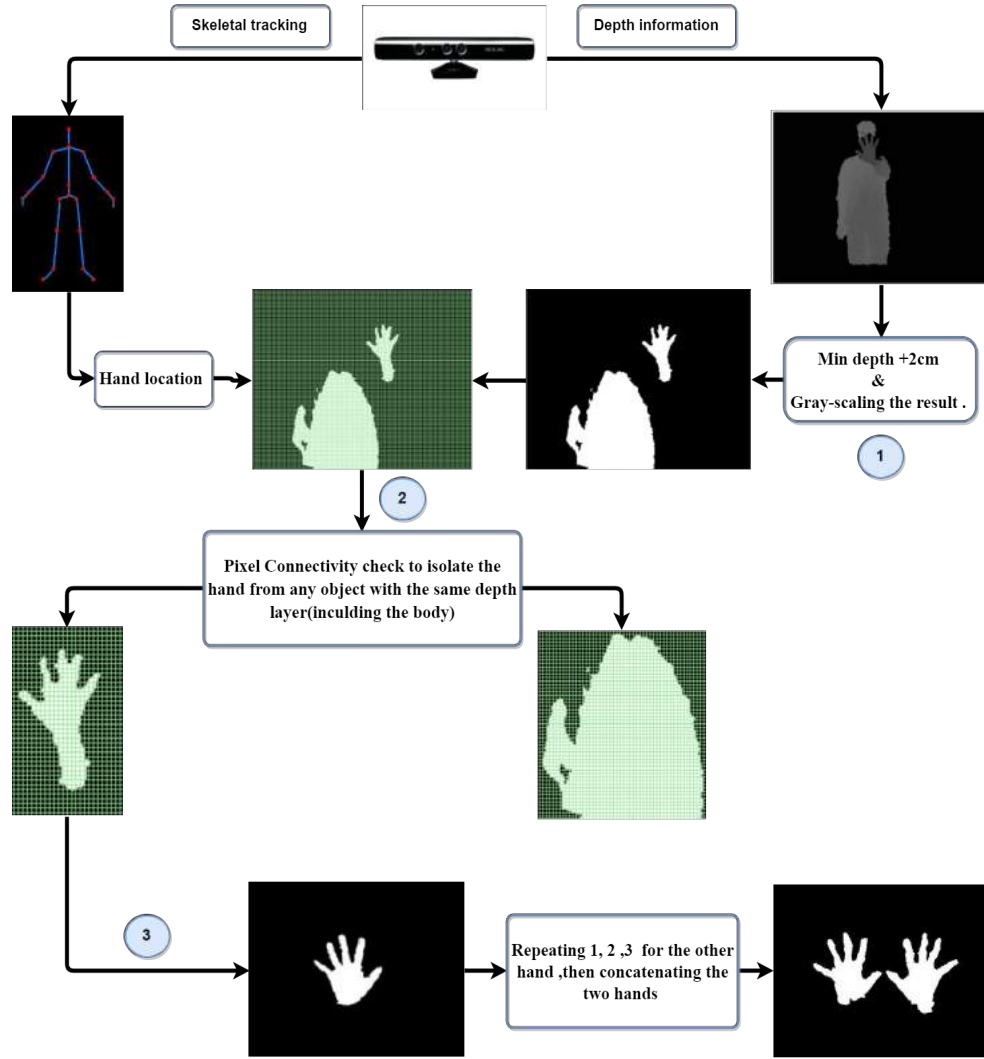 Skeletal tracking
Depth information
Hand location
Min depth +2cm
&
Gray-scaling the result .
1
2
Pixel Connectivity check to isolate the
hand from any object with the same depth
layer(inculding the body)
3
Repeating 1, 2 ,3 for the other
hand ,then concatenating the
two hands